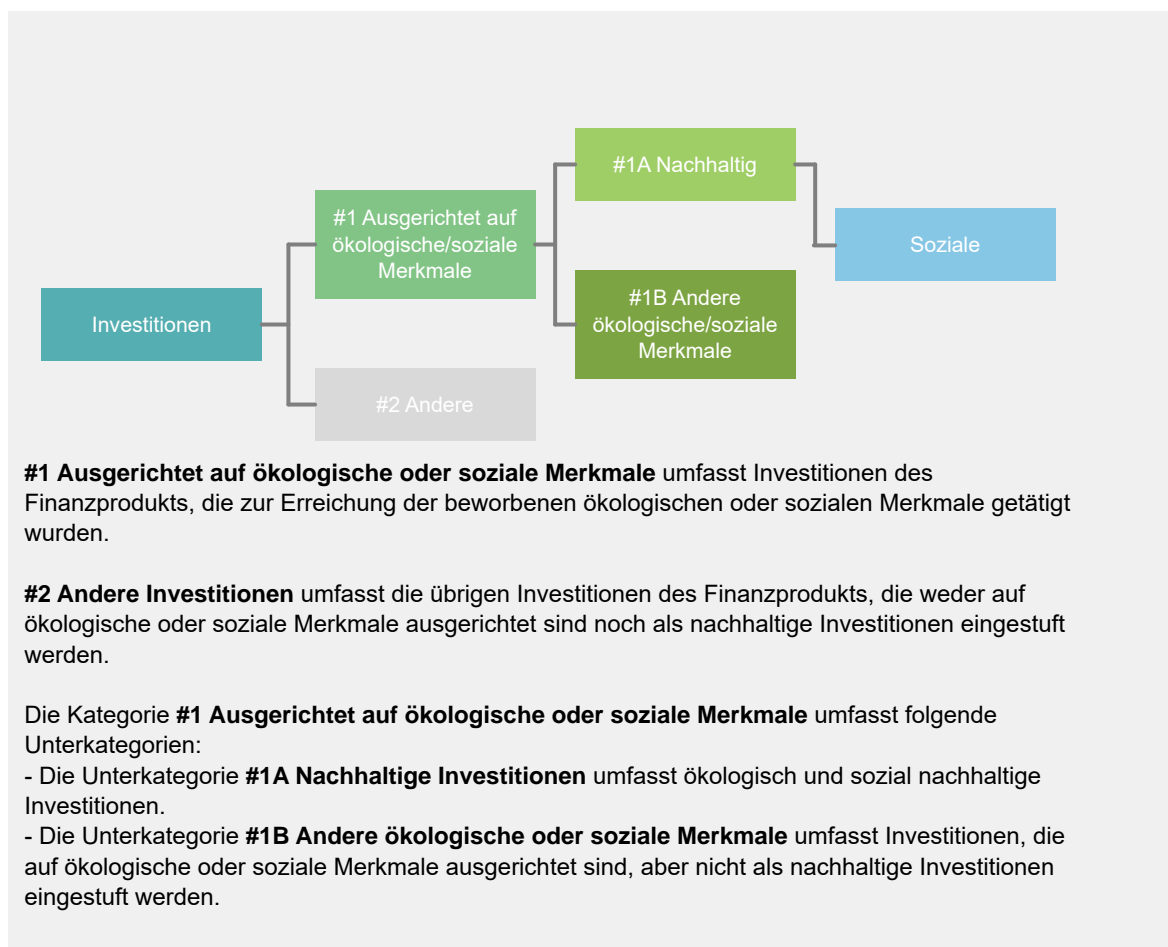 #1A Nachhaltig
#1 Ausgerichtet auf
ökologische/soziale
Merkmale
Soziale
#1B Andere
ökologische/soziale
Merkmale
Investitionen
#2 Andere
#1 Ausgerichtet auf ökologische oder soziale Merkmale umfasst Investitionen des
Finanzprodukts, die zur Erreichung der beworbenen ökologischen oder sozialen Merkmale getätigt
wurden.
#2 Andere Investitionen umfasst die übrigen Investitionen des Finanzprodukts, die weder auf
ökologische oder soziale Merkmale ausgerichtet sind noch als nachhaltige Investitionen eingestuft
werden.
Die Kategorie #1 Ausgerichtet auf ökologische oder soziale Merkmale umfasst folgende
Unterkategorien:
- Die Unterkategorie #1A Nachhaltige Investitionen umfasst ökologisch und sozial nachhaltige
Investitionen.
- Die Unterkategorie #1B Andere ökologische oder soziale Merkmale umfasst Investitionen, die
auf ökologische oder soziale Merkmale ausgerichtet sind, aber nicht als nachhaltige Investitionen
eingestuft werden.